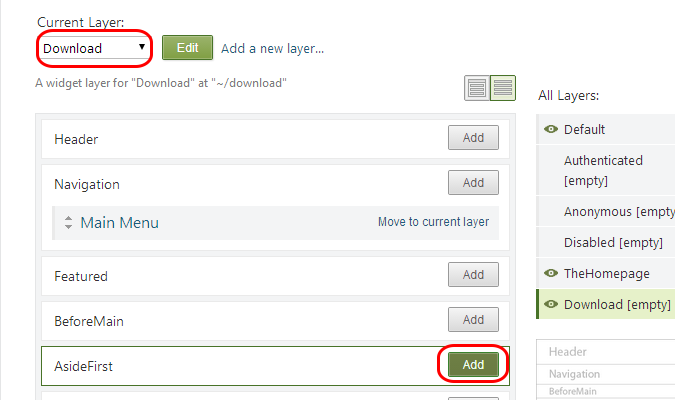 Current Layer:
Download Edit Add a new layer...
A widget layer for "Download" at "~/download"
Header Add
Navigation Add
Main Menu Move to current layer
Featured Add
BeforeMain Add
AsideFirst Add
All Layers:
Default
Authenticated
[empty]
Anonymous [empty
Disabled [empty]
TheHomepage
Download [empty]
Header
Navigation
BeforeMain